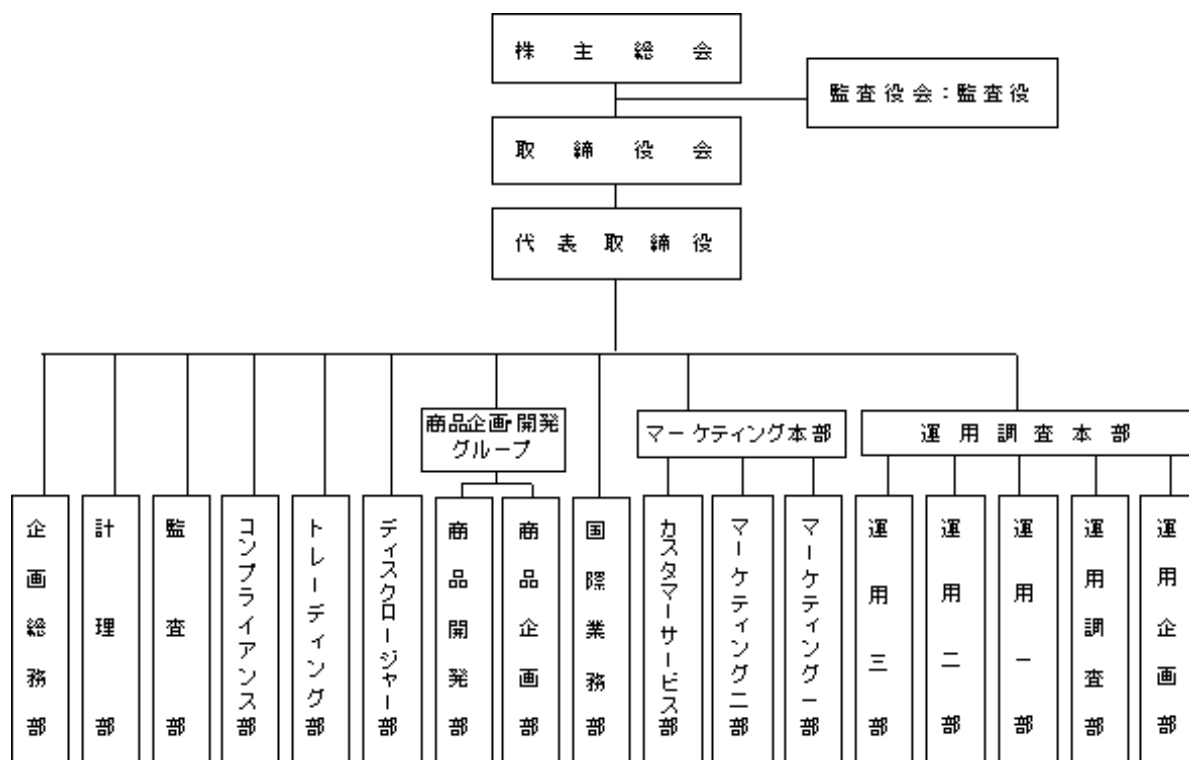 株主総会
監査役会：監査役
取締役会
代表取締役
商品企画・開発
グループ
マーケティング本部
運用調査本部
企画総務部
計理部
監査部
コンプライアンス部
トレーディング部
ディスクロージャー部
商品開発部
商品企画部
国際業務部
カスタマーサービス部
マーケティング二部
マーケティング一部
運用三部
運用二部
運用一部
運用調査部
運用企画部